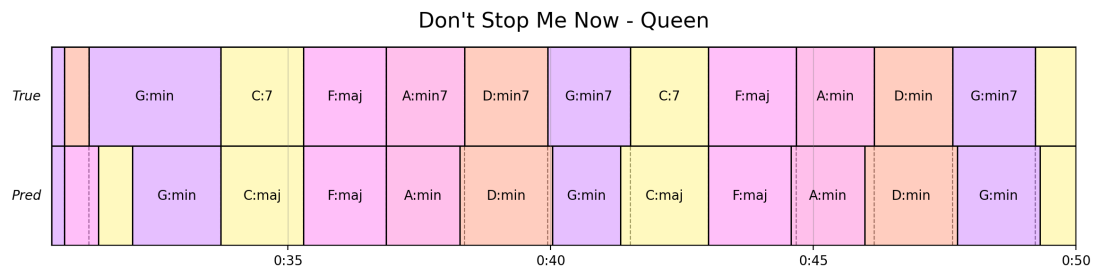 Don't Stop Me Now - Queen
True G:min C:7 F:maj A:min7 D:min7 G:min7 C:7 F:maj A:min D:min G:min7
Pred G:min C:maj F:maj A:min D:min G:min C:maj F:maj A:min D:min G:min
0:35 0:40 0:45 0:50